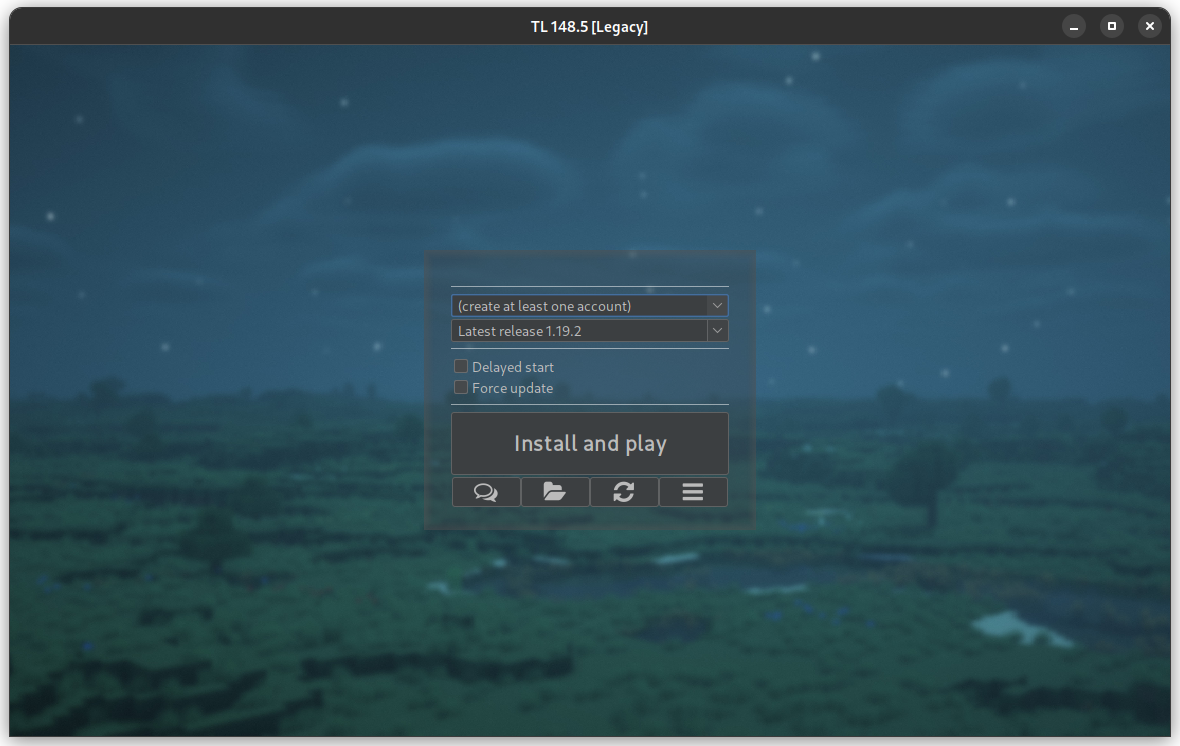 TL 148.5 [Legacy]
(create at least one account)
Latest release 1.19.2
Delayed start
Force update
Install and play